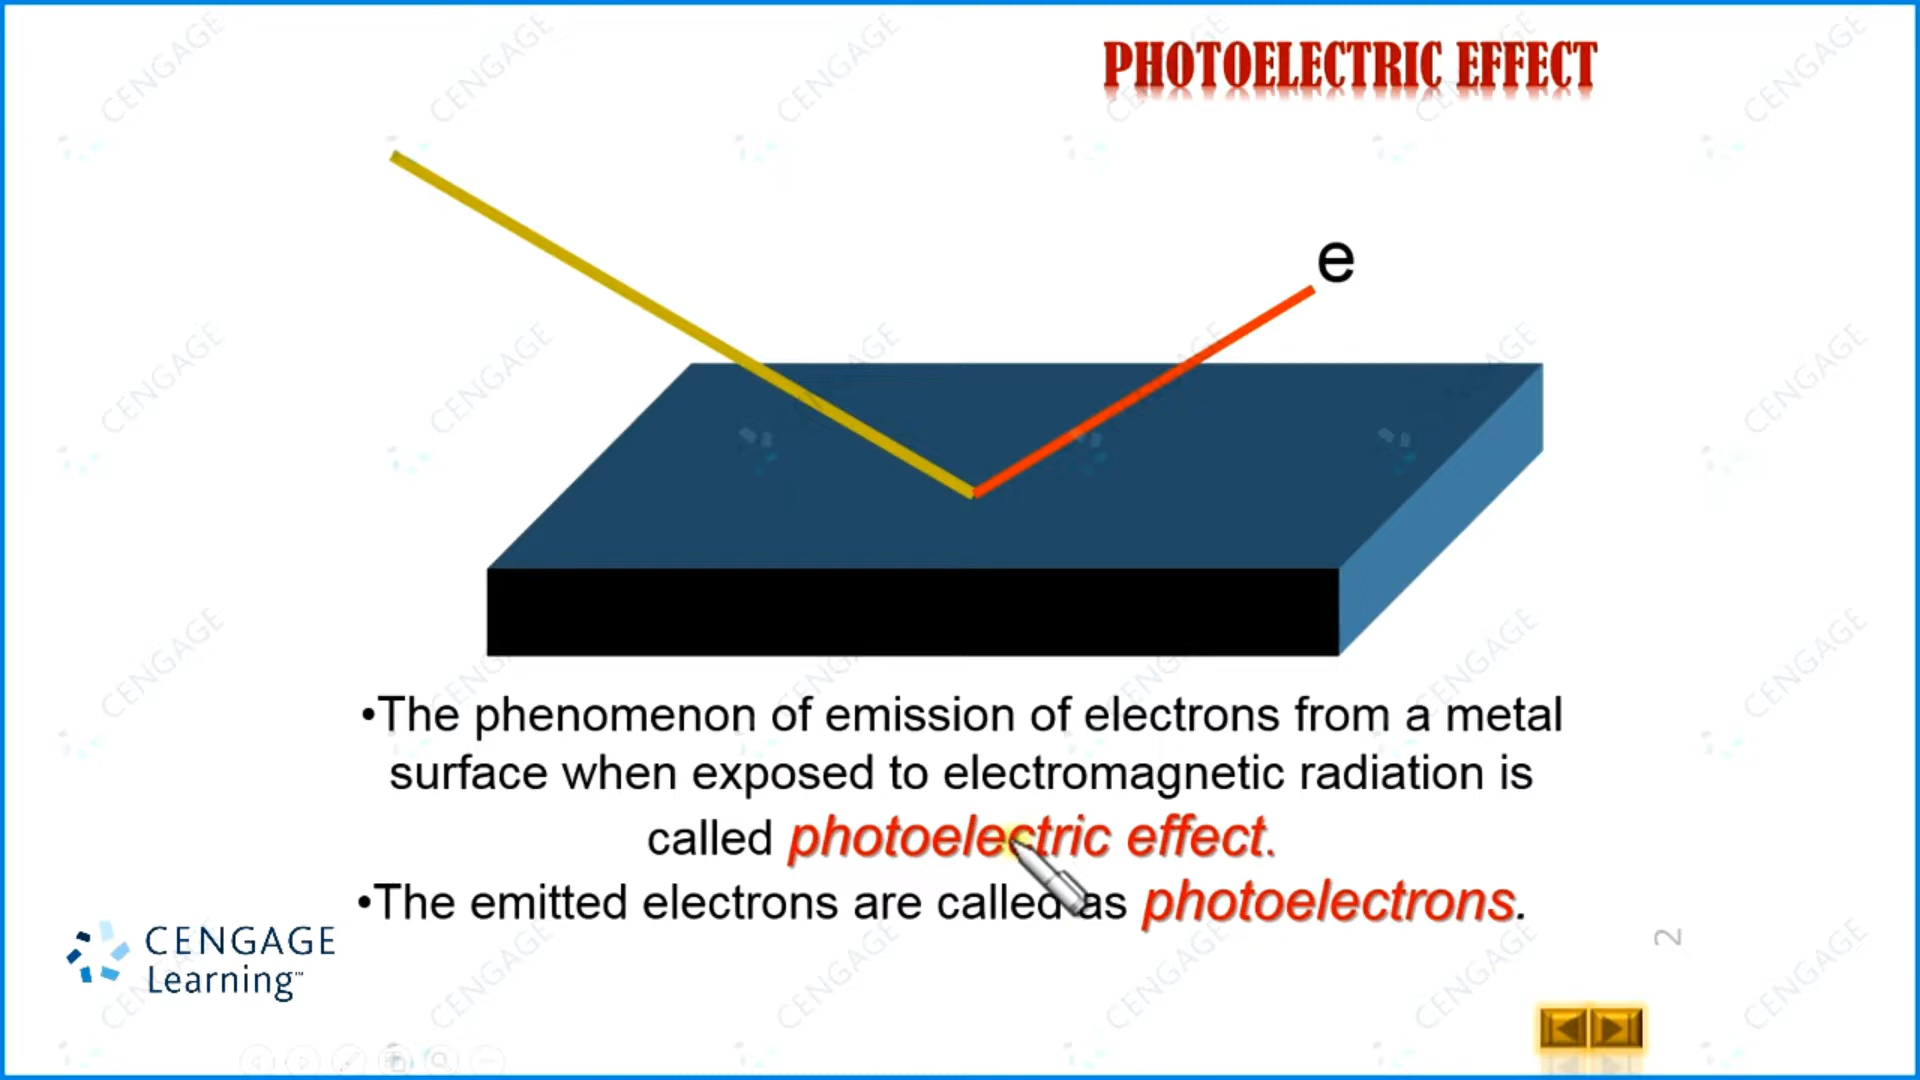 PHOTOELECTRIC EFFECT
e
•The phenomenon of emission of electrons from a metal
surface when exposed to electromagnetic radiation is
called photoelectric effect.
•The emitted electrons are called as photoelectrons.
CENGAGE
Learning™
2